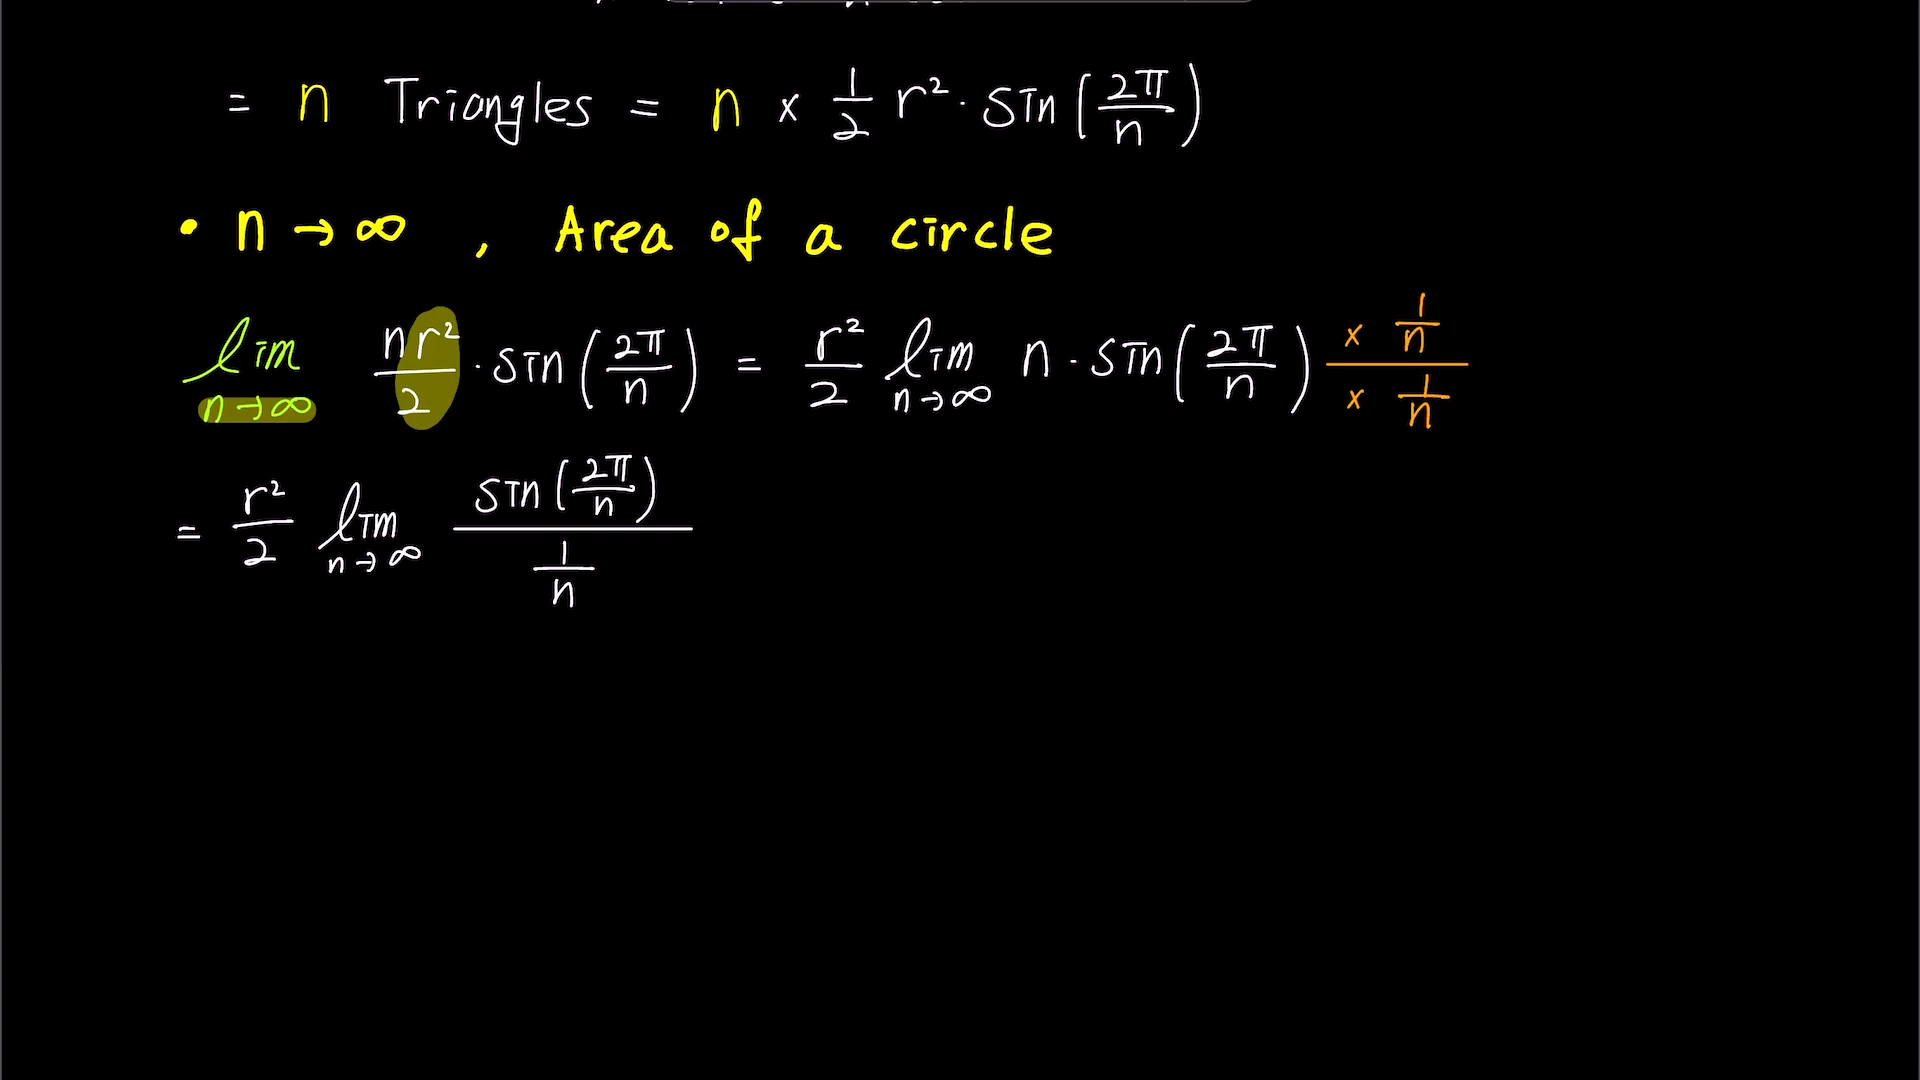 = n Triangles = n × 1/2 r² · sin (2π/n)
• n → ∞ , Area of a circle
lim n→∞ nr²/2 · sin (2π/n) = r²/2 lim n→∞ n · sin (2π/n) × 1/n / × 1/n
= r²/2 lim n→∞ sin (2π/n) / 1/n